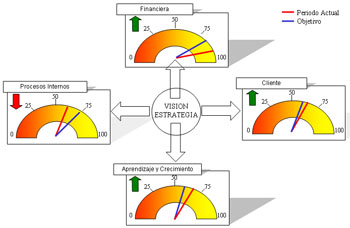 Financiera
50
25
75
0
100
Periodo Actual
Objetivo
Procesos Internos
50
25
75
0
100
VISION
ESTRATEGIA
Cliente
50
25
75
0
100
Aprendizaje y Crecimiento
50
25
75
0
100